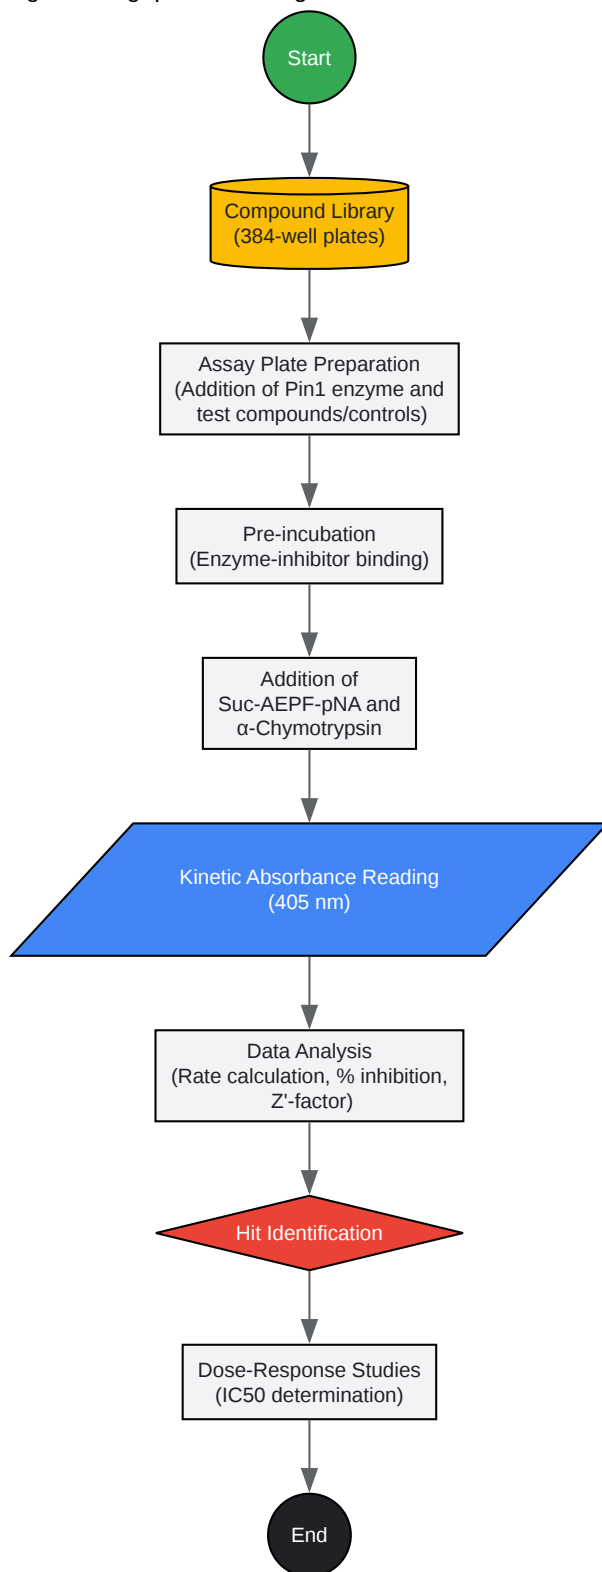 Start
Compound Library
(384-well plates)
Assay Plate Preparation
(Addition of Pin1 enzyme and
test compounds/controls)
Pre-incubation
(Enzyme-inhibitor binding)
Addition of
Suc-AEPF-pNA and
α-Chymotrypsin
Kinetic Absorbance Reading
(405 nm)
Data Analysis
(Rate calculation, % inhibition,
Z'-factor)
Hit Identification
Dose-Response Studies
(IC50 determination)
End